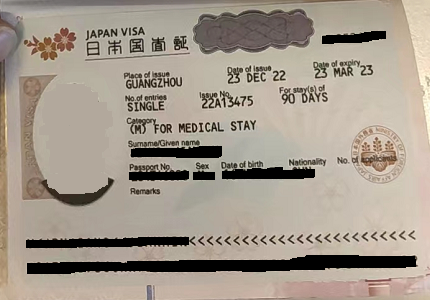 JAPAN VISA
日本国査証
Place of issue Date of issue Date of expiry
GUANGZHOU 23 DEC 22 23 MAR 23
No.of entries Issue No. For stay(s) of
SINGLE 22A13475 90 DAYS
Category
(M) FOR MEDICAL STAY
Surname/Given name
Passport No. Sex Date of birth Nationality No. of applicants
Remarks
<<<<<<<<<<<<<<<<<<<<<<<<<